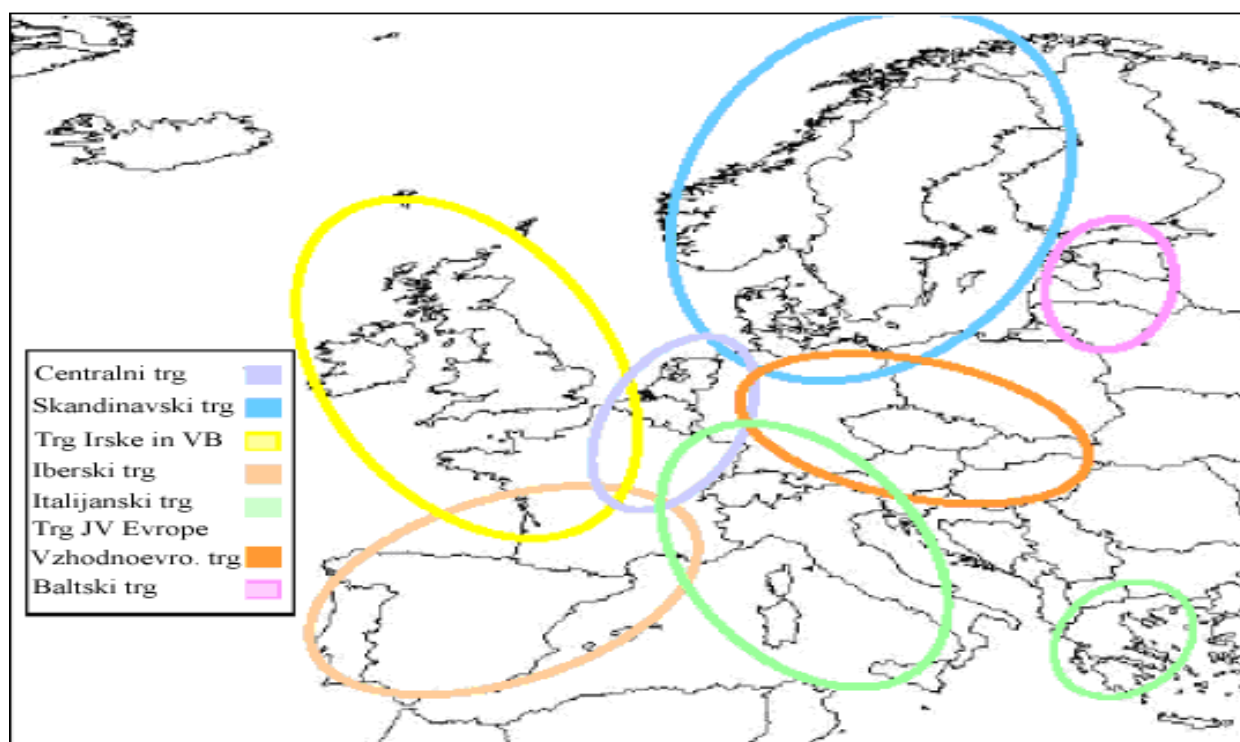 Centralni trg
Skandinavski trg
Trg Irske in VB
Iberski trg
Italijanski trg
Trg JV Evrope
Vzhodnoevro. trg
Baltski trg